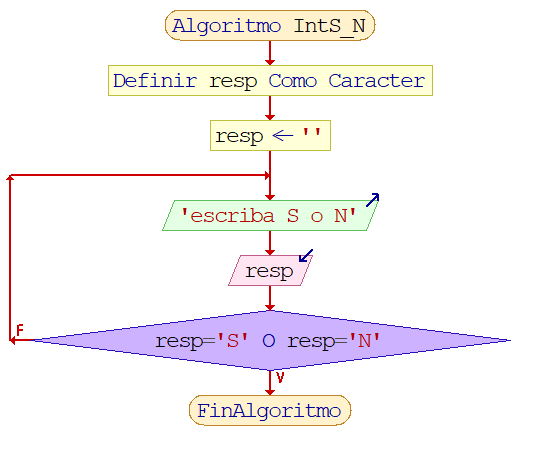 Algoritmo IntS_N
Definir resp Como Caracter
resp ← ''
'escriba S o N'
resp
resp='S' O resp='N'
F
V
FinAlgoritmo